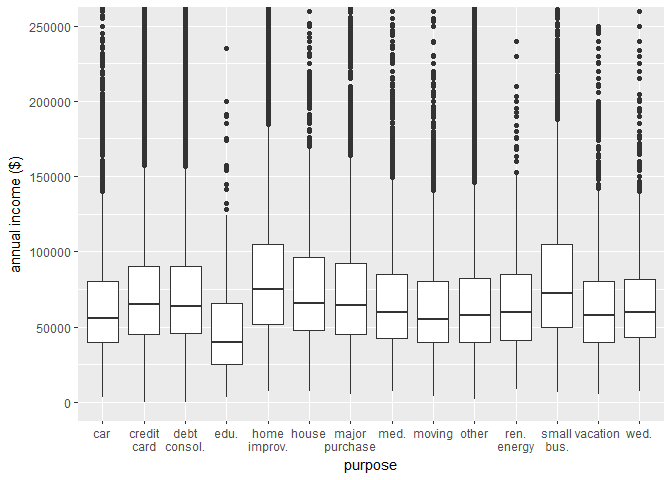 250000
200000
150000
100000
50000
0
annual income ($)
car credit debt edu. home house major med. moving other ren. small vacation wed.
card consol. improv. purchase energy bus.
purpose